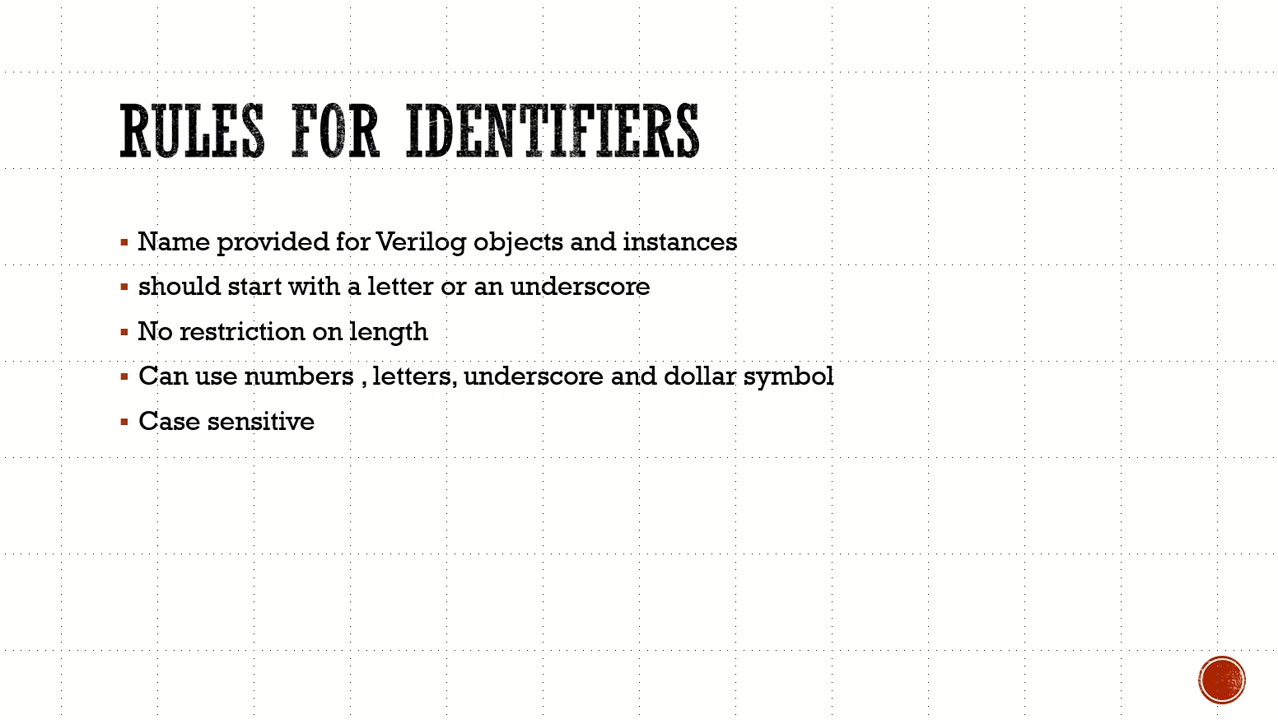 RULES FOR IDENTIFIERS
▪ Name provided for Verilog objects and instances
▪ should start with a letter or an underscore
▪ No restriction on length
▪ Can use numbers , letters, underscore and dollar symbol
▪ Case sensitive